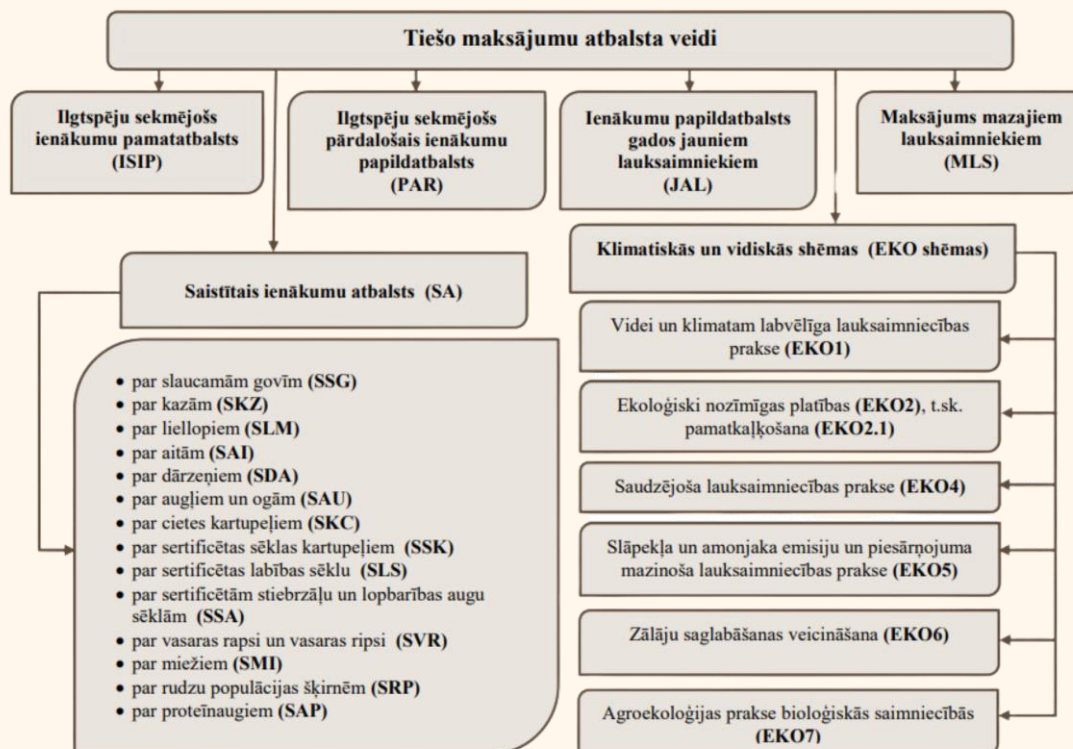 Tiešo maksājumu atbalsta veidi
Ilgtspēju sekmējošs
ienākumu pamatatbalsts
(ISIP)
Ilgtspēju sekmējošs
pārdalošais ienākumu
papildatbalsts
(PAR)
Ienākumu papildatbalsts
gados jauniem
lauksaimniekiem
(JAL)
Maksājums mazajiem
lauksaimniekiem
(MLS)
Saistītais ienākumu atbalsts (SA)
• par slaucamām govīm (SSG)
• par kazām (SKZ)
• par liellopiem (SLM)
• par aitām (SAI)
• par dārzeņiem (SDA)
• par augļiem un ogām (SAU)
• par cietes kartupeļiem (SKC)
• par sertificētas sēklas kartupeļiem (SSK)
• par sertificētas labības sēklu (SLS)
• par sertificētām stiebrzāļu un lopbarības augu
sēklām (SSA)
• par vasaras rapsi un vasaras ripsi (SVR)
• par miežiem (SMI)
• par rudzu populācijas šķirnēm (SRP)
• par proteīnaugiem (SAP)
Klimatiskās un vidiskās shēmas (EKO shēmas)
Videi un klimatam labvēlīga lauksaimniecības
prakse (EKO1)
Ekoloģiski nozīmīgas platības (EKO2), t.sk.
pamatkaļķošana (EKO2.1)
Saudzējoša lauksaimniecības prakse (EKO4)
Slāpekļa un amonjaka emisiju un piesārņojuma
mazinoša lauksaimniecības prakse (EKO5)
Zālāju saglabāšanas veicināšana (EKO6)
Agroekoloģijas prakse bioloģiskās saimniecībās
(EKO7)